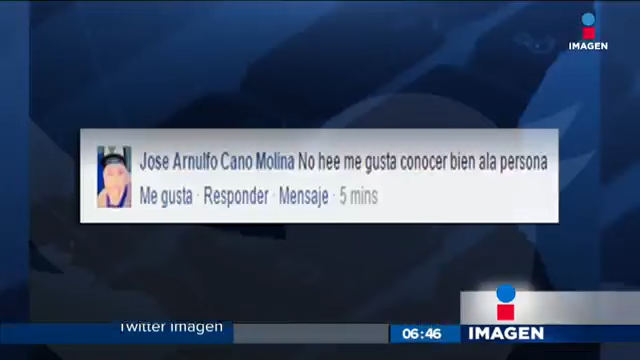 IMAGEN
Jose Arnulfo Cano Molina No hee me gusta conocer bien ala persona
Me gusta · Responder · Mensaje · 5 mins
Twitter Imagen
06:46
IMAGEN